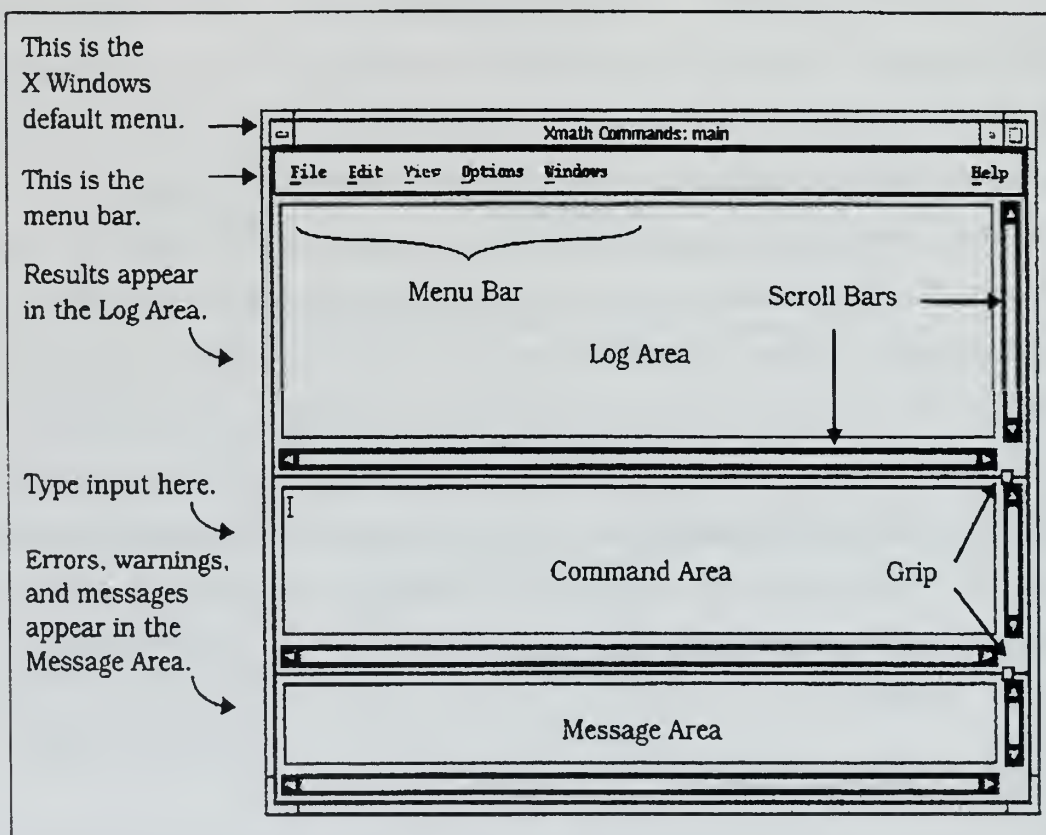 This is the
X Windows
default menu.
Xmath Commands: main
This is the
menu bar.
File Edit View Options Windows Help
Results appear
in the Log Area.
Menu Bar
Scroll Bars
Log Area
Type input here.
Command Area
Grip
Errors, warnings,
and messages
appear in the
Message Area.
Message Area